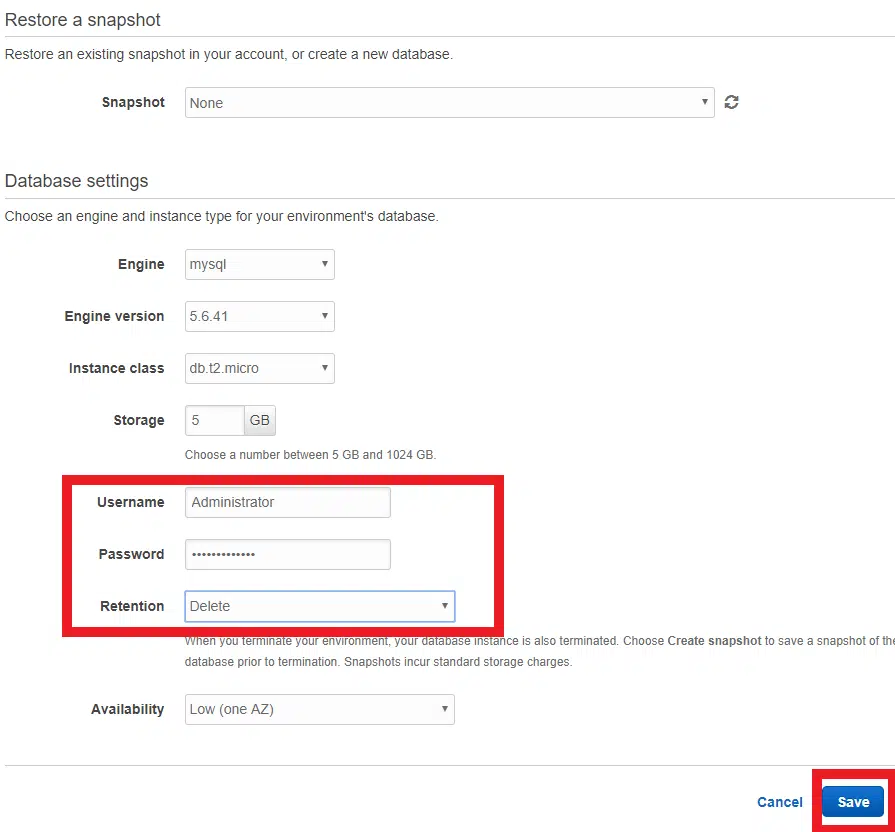 Restore a snapshot
Restore an existing snapshot in your account, or create a new database.
Snapshot None
Database settings
Choose an engine and instance type for your environment's database.
Engine mysql
Engine version 5.6.41
Instance class db.t2.micro
Storage 5 GB
Choose a number between 5 GB and 1024 GB.
Username Administrator
Password •••••••••••••
Retention Delete
When you terminate your environment, your database instance is also terminated. Choose Create snapshot to save a snapshot of the
database prior to termination. Snapshots incur standard storage charges.
Availability Low (one AZ)
Cancel Save